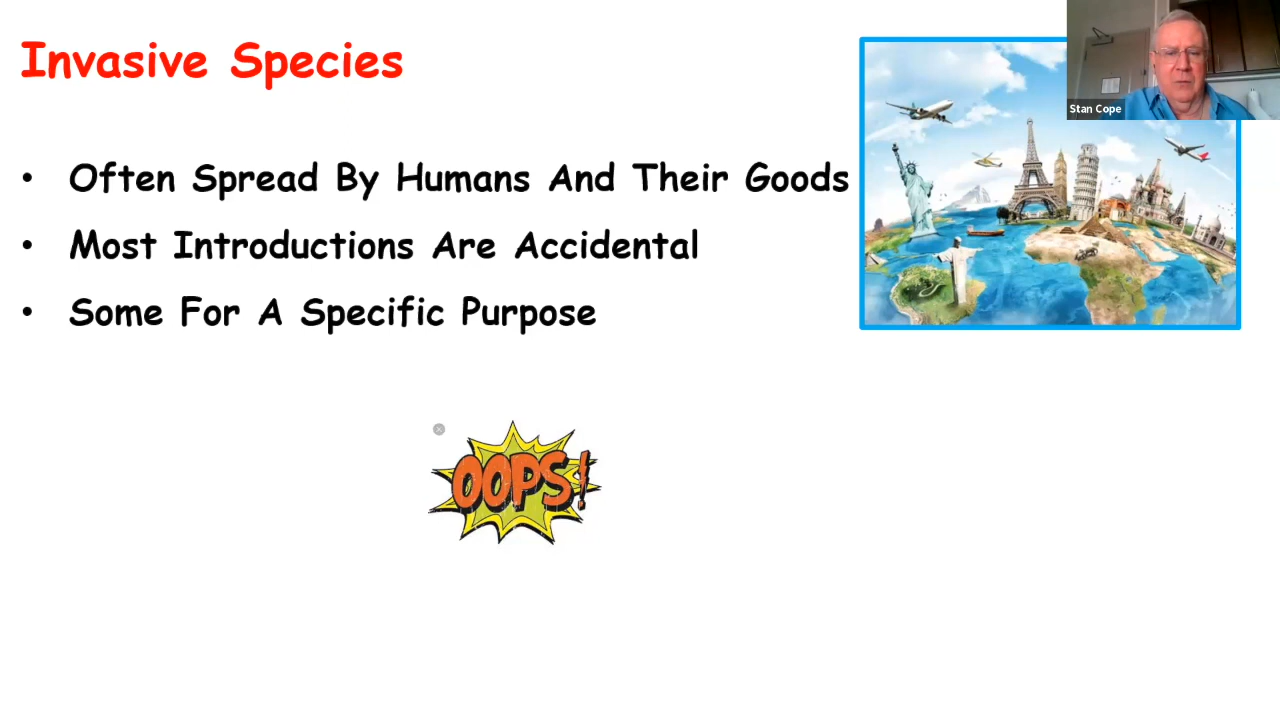 Invasive Species
Stan Cope
• Often Spread By Humans And Their Goods
• Most Introductions Are Accidental
• Some For A Specific Purpose
OOPS!